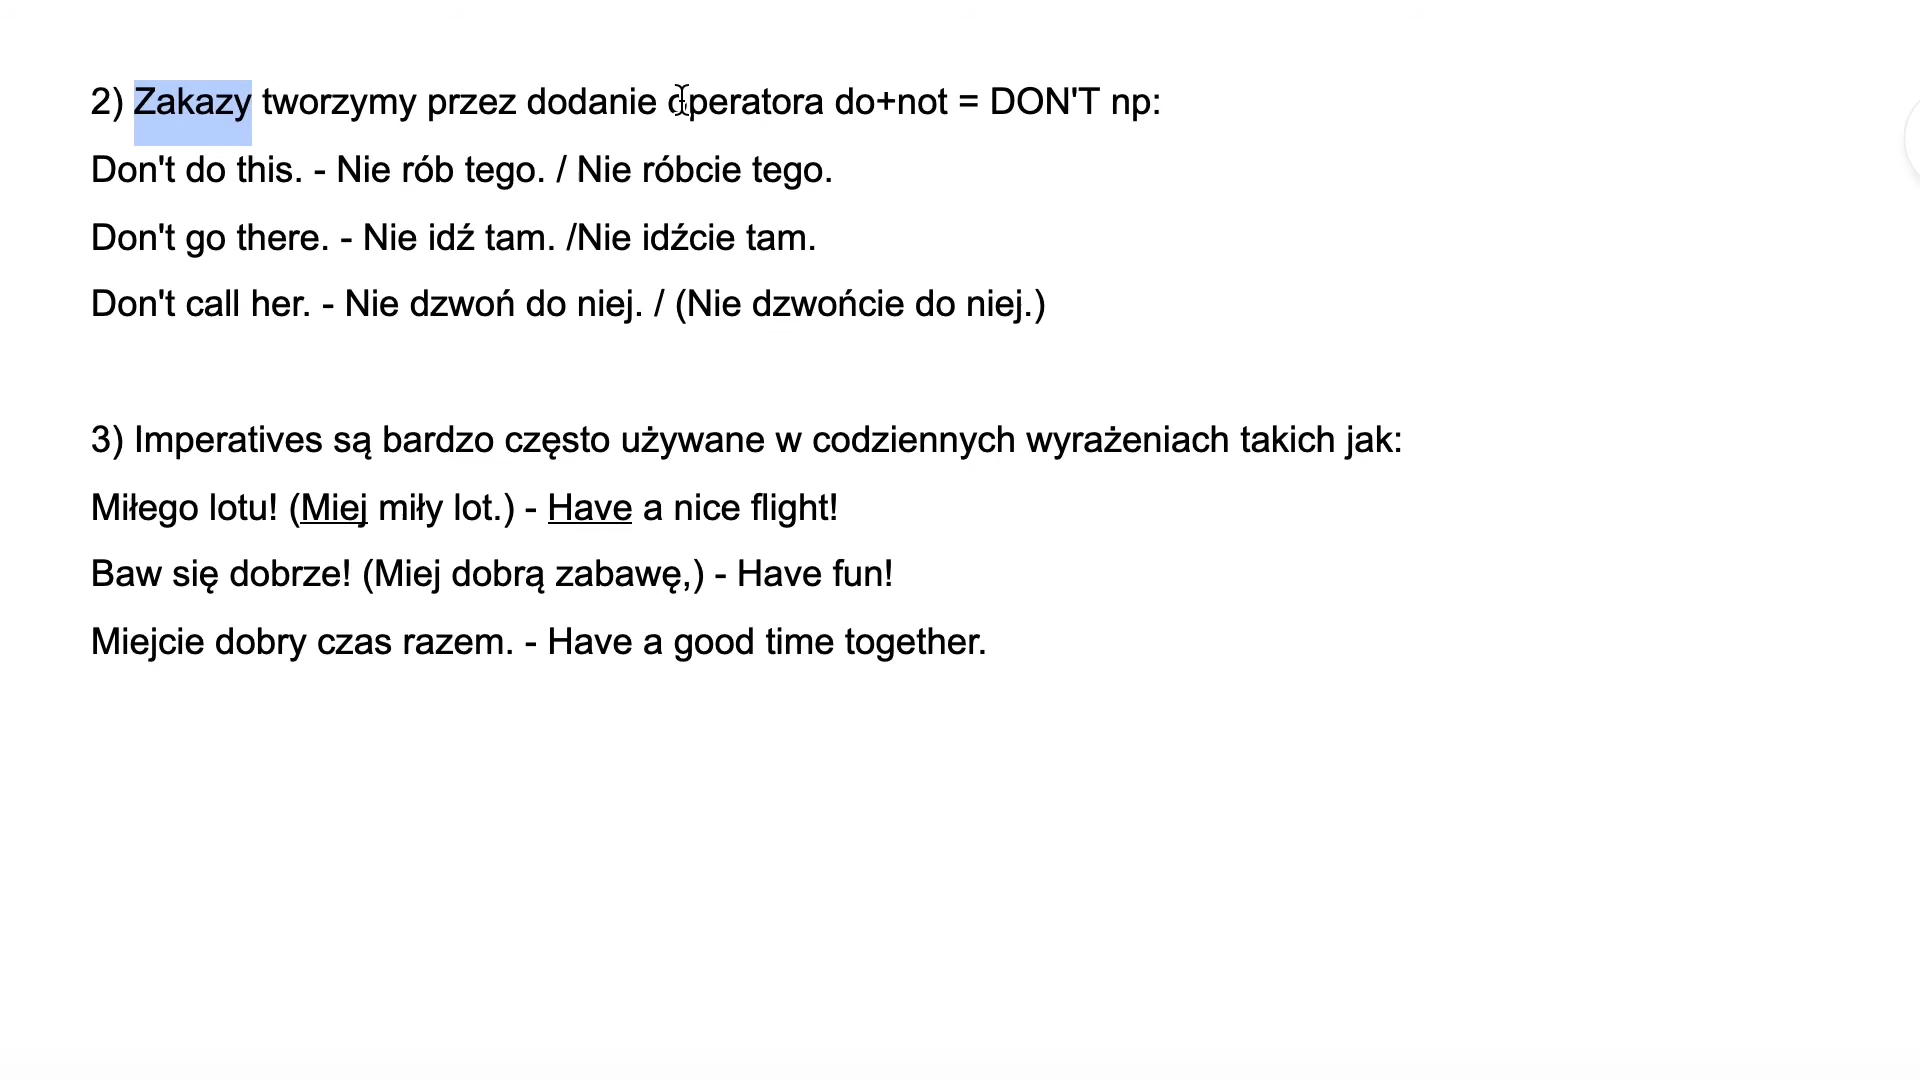 2) Zakazy tworzymy przez dodanie operatora do+not = DON'T np:
Don't do this. - Nie rób tego. / Nie róbcie tego.
Don't go there. - Nie idź tam. /Nie idźcie tam.
Don't call her. - Nie dzwoń do niej. / (Nie dzwońcie do niej.)
3) Imperatives są bardzo często używane w codziennych wyrażeniach takich jak:
Miłego lotu! (Miej miły lot.) - Have a nice flight!
Baw się dobrze! (Miej dobrą zabawę,) - Have fun!
Miejcie dobry czas razem. - Have a good time together.